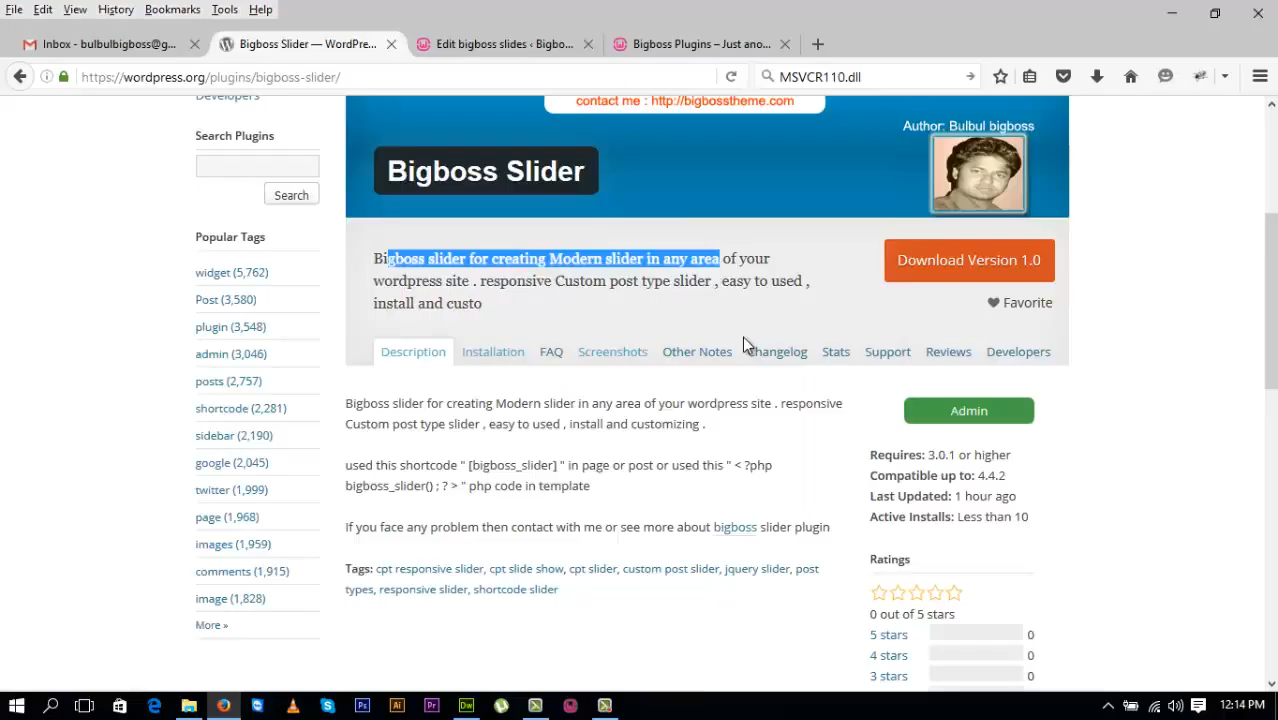 File Edit View History Bookmarks Tools Help
Inbox - bulbulbigboss@g...
Bigboss Slider — WordPre...
Edit bigboss slides ‹ Bigbo...
Bigboss Plugins – Just ano...
https://wordpress.org/plugins/bigboss-slider/
MSVCR110.dll
Developers
contact me : http://bigbosstheme.com
Author: Bulbul bigboss
Bigboss Slider
Search Plugins
Search
Popular Tags
widget (5,762)
Post (3,580)
plugin (3,548)
admin (3,046)
posts (2,757)
shortcode (2,281)
sidebar (2,190)
google (2,045)
twitter (1,999)
page (1,968)
images (1,959)
comments (1,915)
image (1,828)
More »
Bigboss slider for creating Modern slider in any area of your
wordpress site . responsive Custom post type slider , easy to used ,
install and custo
Download Version 1.0
Favorite
Description Installation FAQ Screenshots Other Notes Changelog Stats Support Reviews Developers
Bigboss slider for creating Modern slider in any area of your wordpress site . responsive
Custom post type slider , easy to used , install and customizing .
used this shortcode " [bigboss_slider] " in page or post or used this " < ?php
bigboss_slider() ; ? > " php code in template
If you face any problem then contact with me or see more about bigboss slider plugin
Tags: cpt responsive slider, cpt slide show, cpt slider, custom post slider, jquery slider, post
types, responsive slider, shortcode slider
Admin
Requires: 3.0.1 or higher
Compatible up to: 4.4.2
Last Updated: 1 hour ago
Active Installs: Less than 10
Ratings
0 out of 5 stars
5 stars 0
4 stars 0
3 stars 0
12:14 PM